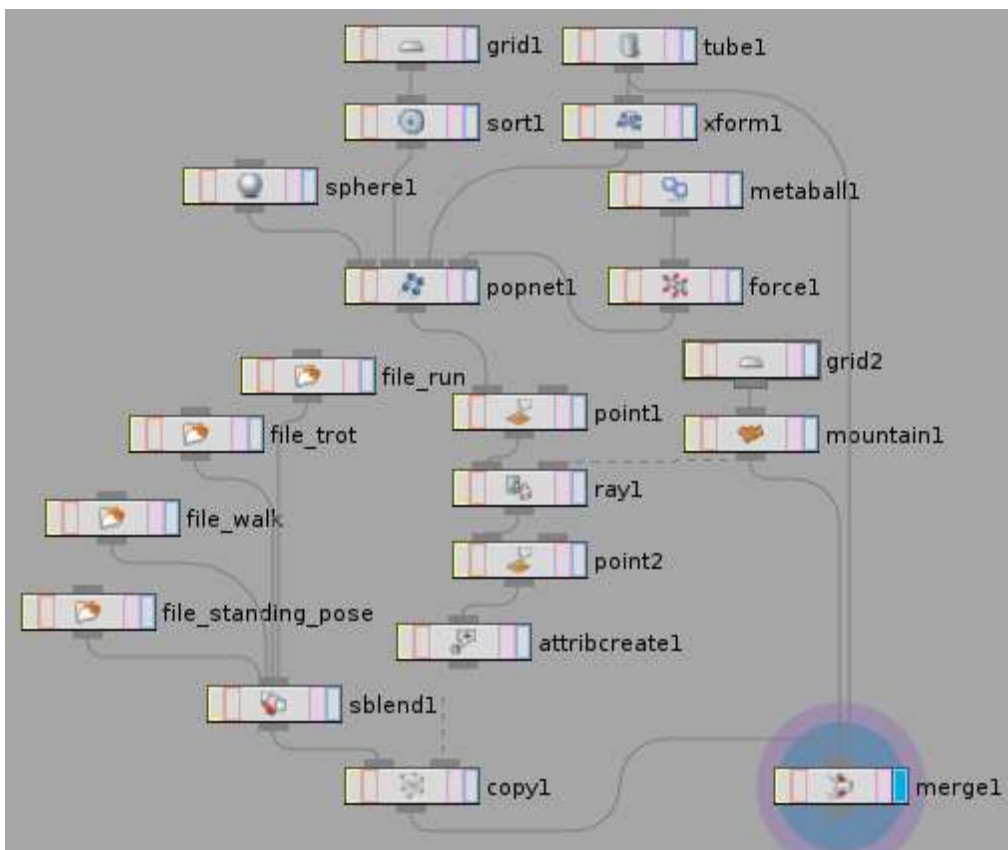 grid1
tube1
sort1
xform1
sphere1
metaball1
popnet1
force1
grid2
file_run
point1
file_trot
mountain1
ray1
file_walk
point2
file_standing_pose
attribcreate1
sblend1
copy1
merge1